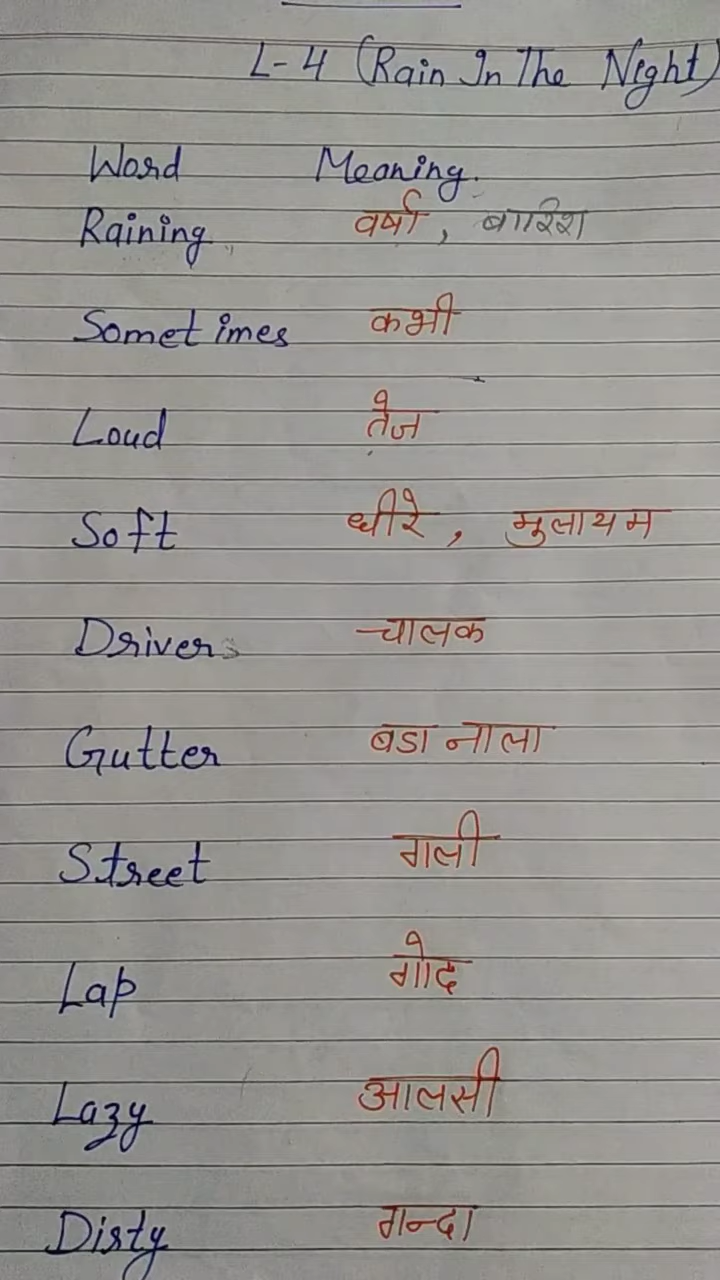 L-4 (Rain In The Night)
Word Meaning.
Raining वर्षा, बारिश
Sometimes कभी
Loud तेज
Soft धीरे, मुलायम
Driver चालक
Gutter बडा नाला
Street गली
Lap गोद
Lazy आलसी
Dirty गन्दा